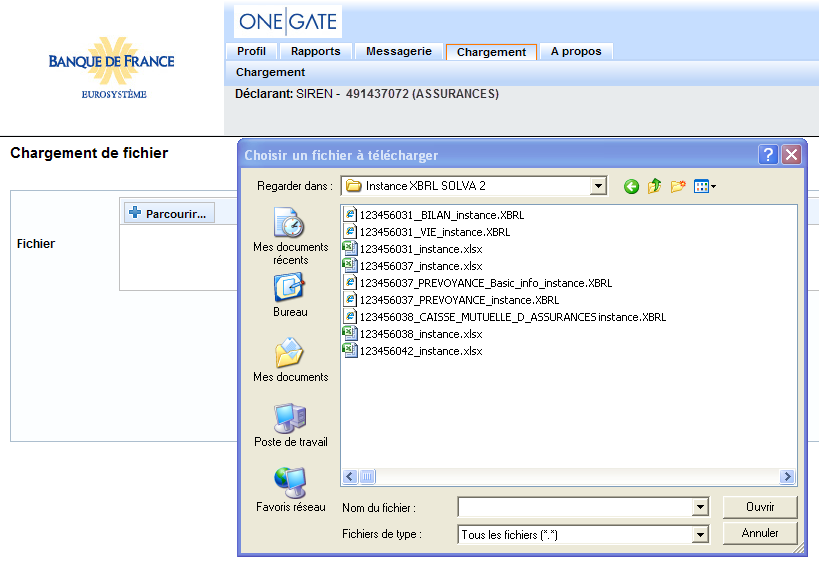 BANQUE DE FRANCE
EUROSYSTÈME
ONEGATE
Profil Rapports Messagerie Chargement A propos
Chargement
Déclarant: SIREN - 491437072 (ASSURANCES)
Chargement de fichier
Parcourir...
Fichier
Choisir un fichier à télécharger
Regarder dans : Instance XBRL SOLVA 2
Mes documents récents
Bureau
Mes documents
Poste de travail
Favoris réseau
123456031_BILAN_instance.XBRL
123456031_VIE_instance.XBRL
123456031_instance.xlsx
123456037_instance.xlsx
123456037_PREVOYANCE_Basic_info_instance.XBRL
123456037_PREVOYANCE_instance.XBRL
123456038_CAISSE_MUTUELLE_D_ASSURANCES instance.XBRL
123456038_instance.xlsx
123456042_instance.xlsx
Nom du fichier : Ouvrir
Fichiers de type : Tous les fichiers (*.*) Annuler